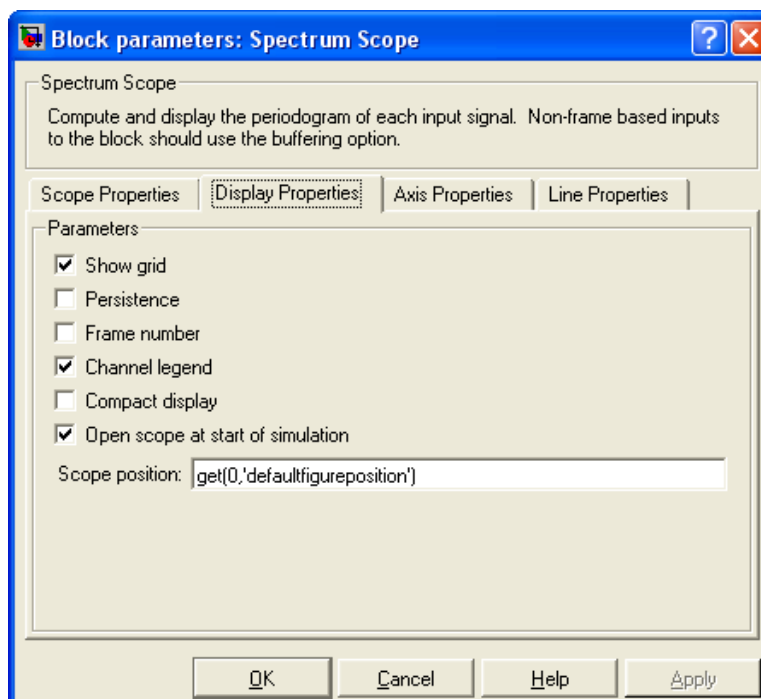 Block parameters: Spectrum Scope
Spectrum Scope
Compute and display the periodogram of each input signal. Non-frame based inputs
to the block should use the buffering option.
Scope Properties Display Properties Axis Properties Line Properties
Parameters
Show grid
Persistence
Frame number
Channel legend
Compact display
Open scope at start of simulation
Scope position: get(0,'defaultfigureposition')
OK Cancel Help Apply